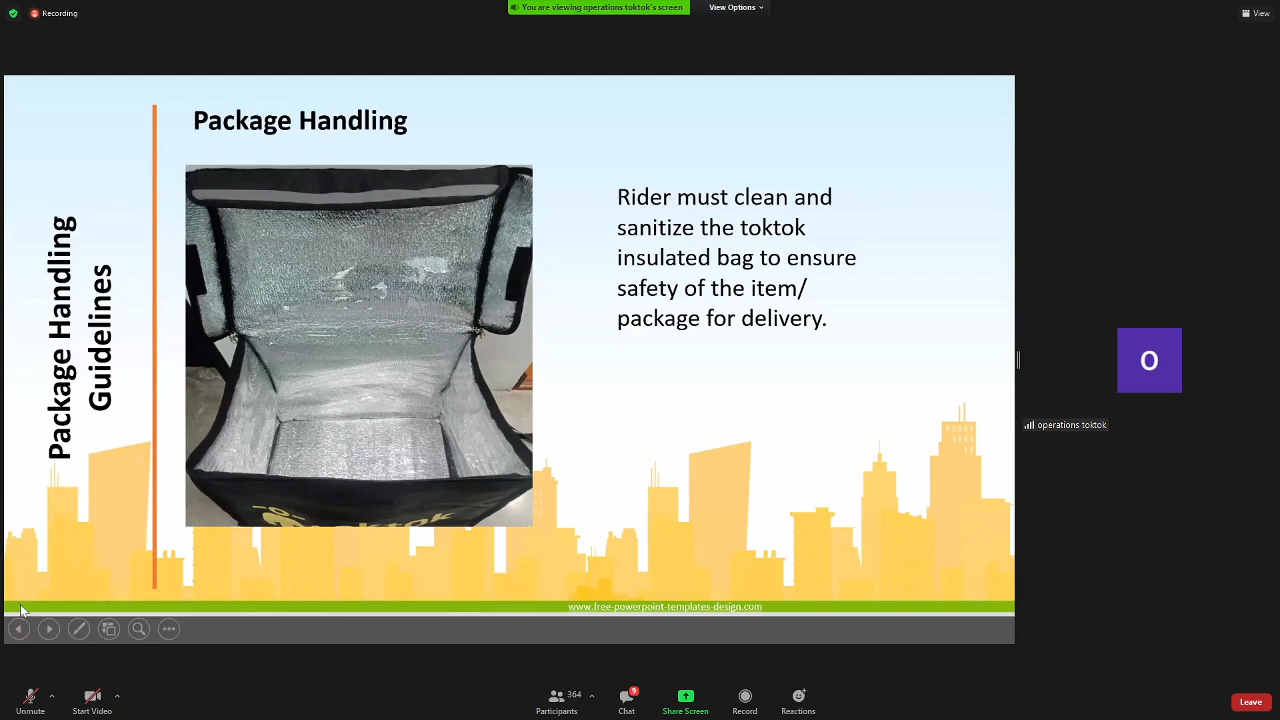 Recording
You are viewing operations toktok's screen
View Options
View
Package Handling
Package Handling
Guidelines
Rider must clean and
sanitize the toktok
insulated bag to ensure
safety of the item/
package for delivery.
toktok
www.free-powerpoint-templates-design.com
O
operations toktok
Unmute
Start Video
364
Participants
9
Chat
Share Screen
Record
Reactions
Leave